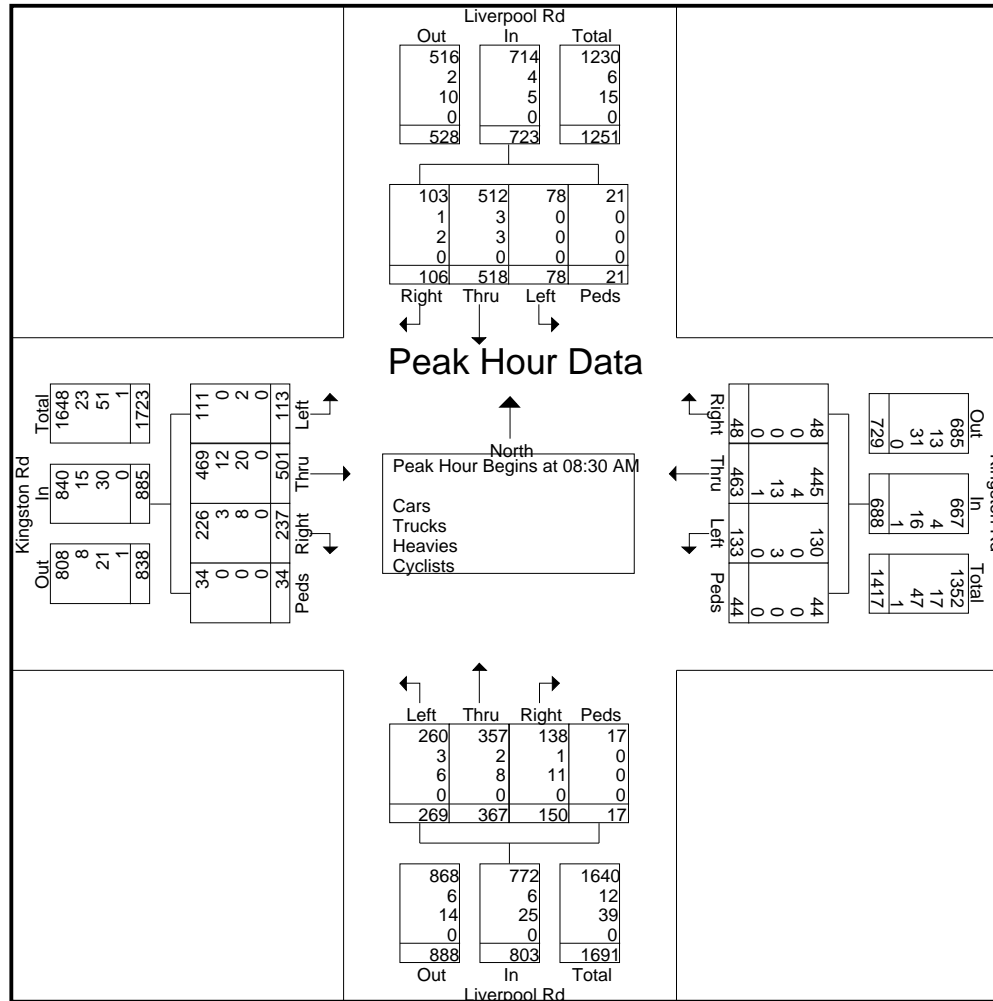 Liverpool Rd
Out In Total
516 714 1230
2 4 6
10 5 15
0 0 0
528 723 1251
103 512 78 21
1 3 0 0
2 3 0 0
0 0 0 0
106 518 78 21
Right Thru Left Peds
Peak Hour Data
Kingston Rd
Total
1648
23
51
1
1723
In
840
15
30
0
885
Out
808
8
21
1
838
111 0 2 0 113 Left
469 12 20 0 501 Thru
226 3 8 0 237 Right
34 0 0 0 34 Peds
North
Peak Hour Begins at 08:30 AM
Cars
Trucks
Heavies
Cyclists
Right 48 0 0 0 48
Thru 463 1 13 4 445
Left 133 0 3 0 130
Peds 44 0 0 0 44
Kingston Rd
Out
685
13
31
0
729
In
667
4
16
1
688
Total
1352
17
47
1
1417
Left Thru Right Peds
260 357 138 17
3 2 1 0
6 8 11 0
0 0 0 0
269 367 150 17
868 772 1640
6 6 12
14 25 39
0 0 0
888 803 1691
Out In Total
Liverpool Rd